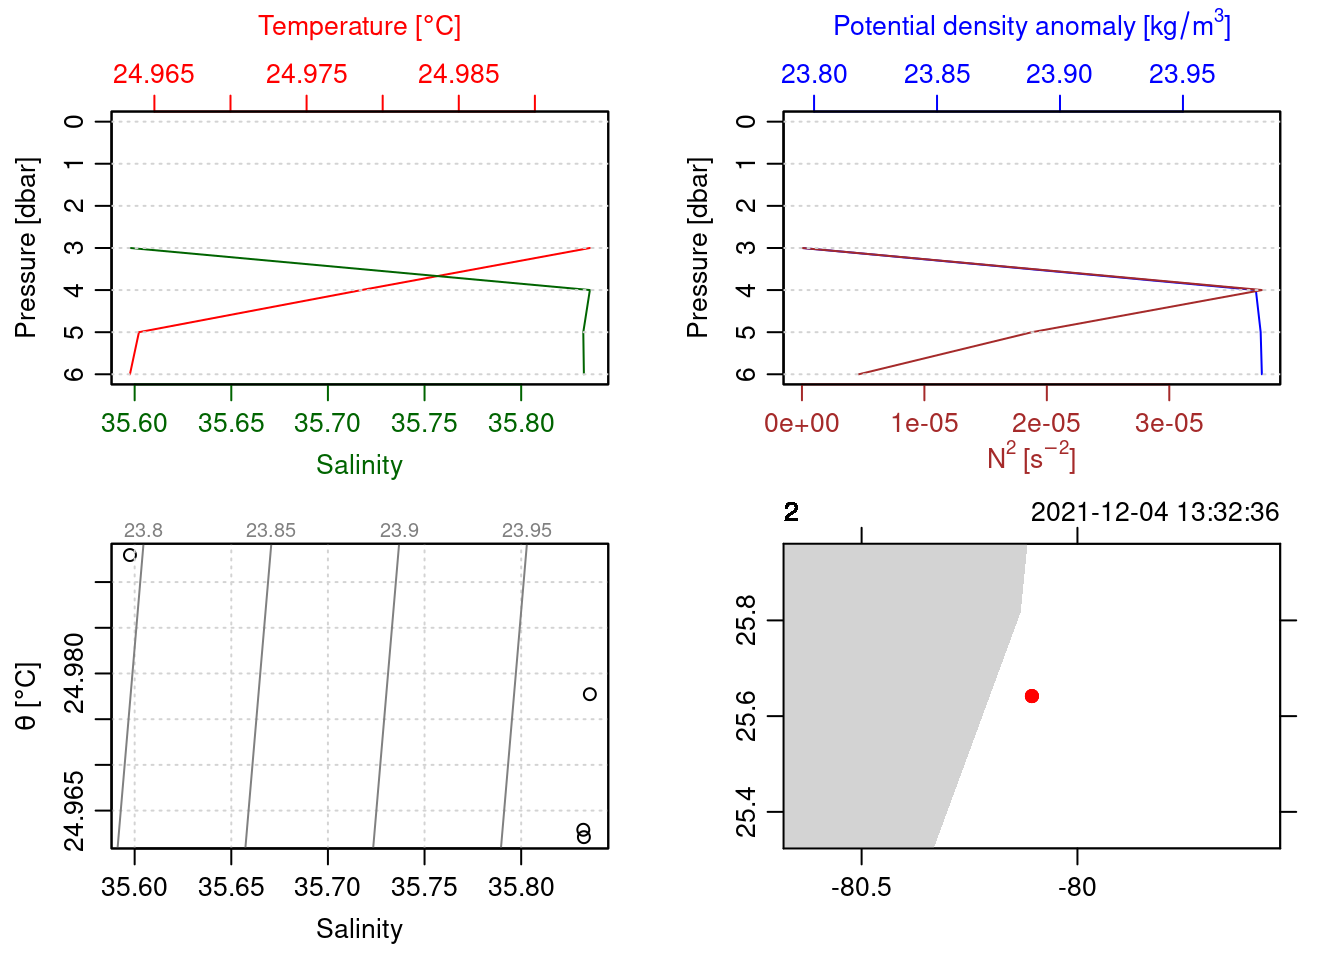 Temperature [°C]
24.965 24.975 24.985
0
1
2
3
4
5
6
Pressure [dbar]
35.60 35.65 35.70 35.75 35.80
Salinity
Potential density anomaly [kg/m³]
23.80 23.85 23.90 23.95
0
1
2
3
4
5
6
Pressure [dbar]
0e+00 1e-05 2e-05 3e-05
N² [s⁻²]
23.8 23.85 23.9 23.95
24.980
24.965
θ [°C]
35.60 35.65 35.70 35.75 35.80
Salinity
2 2021-12-04 13:32:36
25.8
25.6
25.4
-80.5 -80